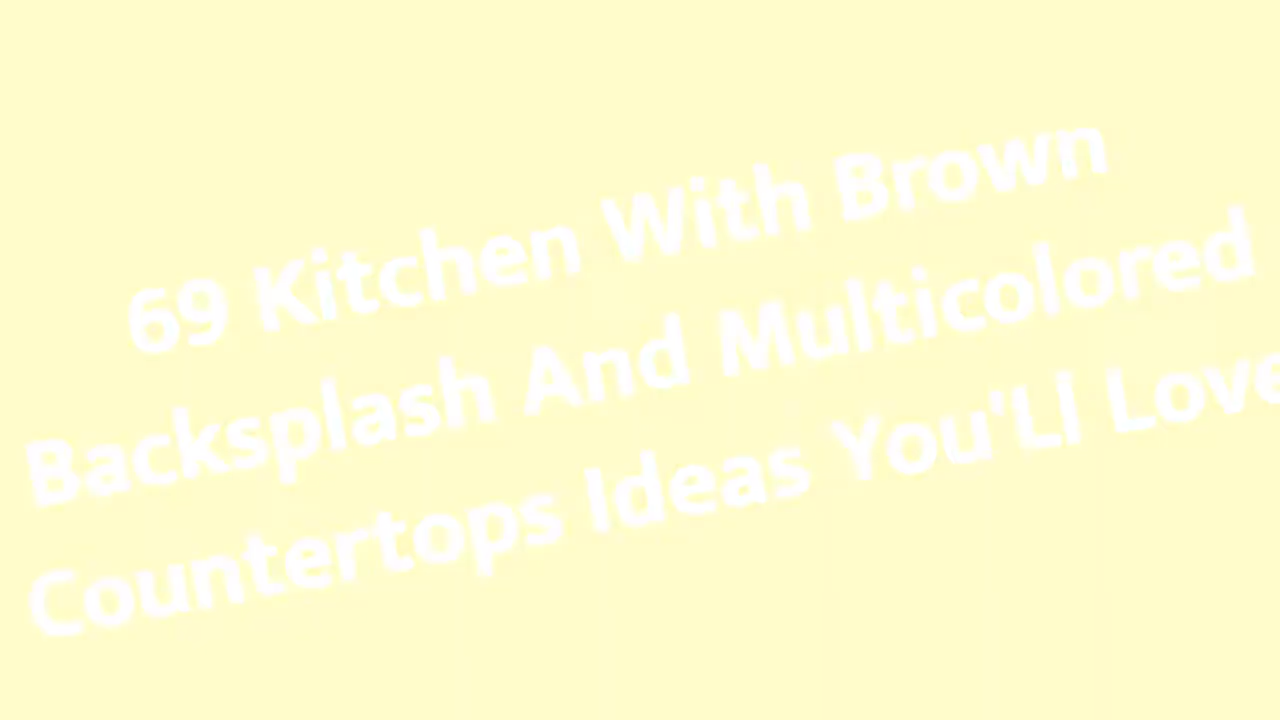 69 Kitchen With Brown
Backsplash And Multicolored
Countertops Ideas You'Ll Love